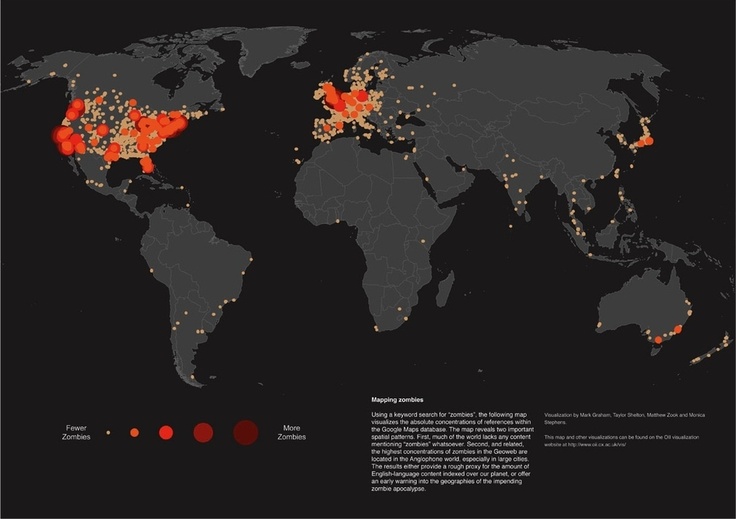 Mapping zombies
Using a keyword search for "zombies", the following map
visualizes the absolute concentrations of references within
the Google Maps database. The map reveals two important
spatial patterns. First, much of the world lacks any content
mentioning "zombies" whatsoever. Second, and related,
the highest concentrations of zombies in the Geoweb are
located in the Anglophone world, especially in large cities.
The results either provide a rough proxy for the amount of
English-language content indexed over our planet, or offer
an early warning into the geographies of the impending
zombie apocalypse.
Visualization by Mark Graham, Taylor Shelton, Matthew Zook and Monica
Stephens
This map and other visualizations can be found on the OII visualization
website at http://www.oii.ox.ac.uk/vis/
Fewer
Zombies
More
Zombies